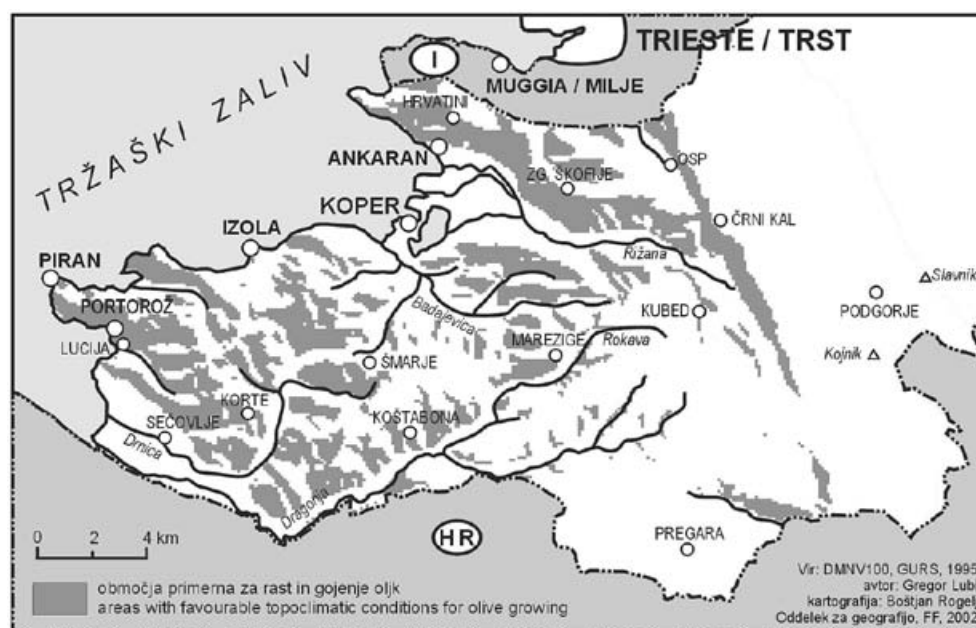 TRIESTE / TRST
I
MUGGIA / MILJE
TRŽAŠKI ZALIV
HRVATINI
ANKARAN
OSP
ZG. ŠKOFIJE
KOPER
ČRNI KAL
IZOLA
Rižana
PIRAN
Slavnik
PODGORJE
PORTOROŽ
Badaševica
KUBED
LUCIJA
MAREZIGE
Rokava
Kojnik
ŠMARJE
KORTE
SEČOVLJE
KOŠTABONA
Drnica
Dragonja
HR
PREGARA
0 2 4 km
območja primerna za rast in gojenje oljk
areas with favourable topoclimatic conditions for olive growing
Vir: DMNV100, GURS, 1995
avtor: Gregor
kartografija: Boštjan
Oddelek za geografijo, FF, 2002